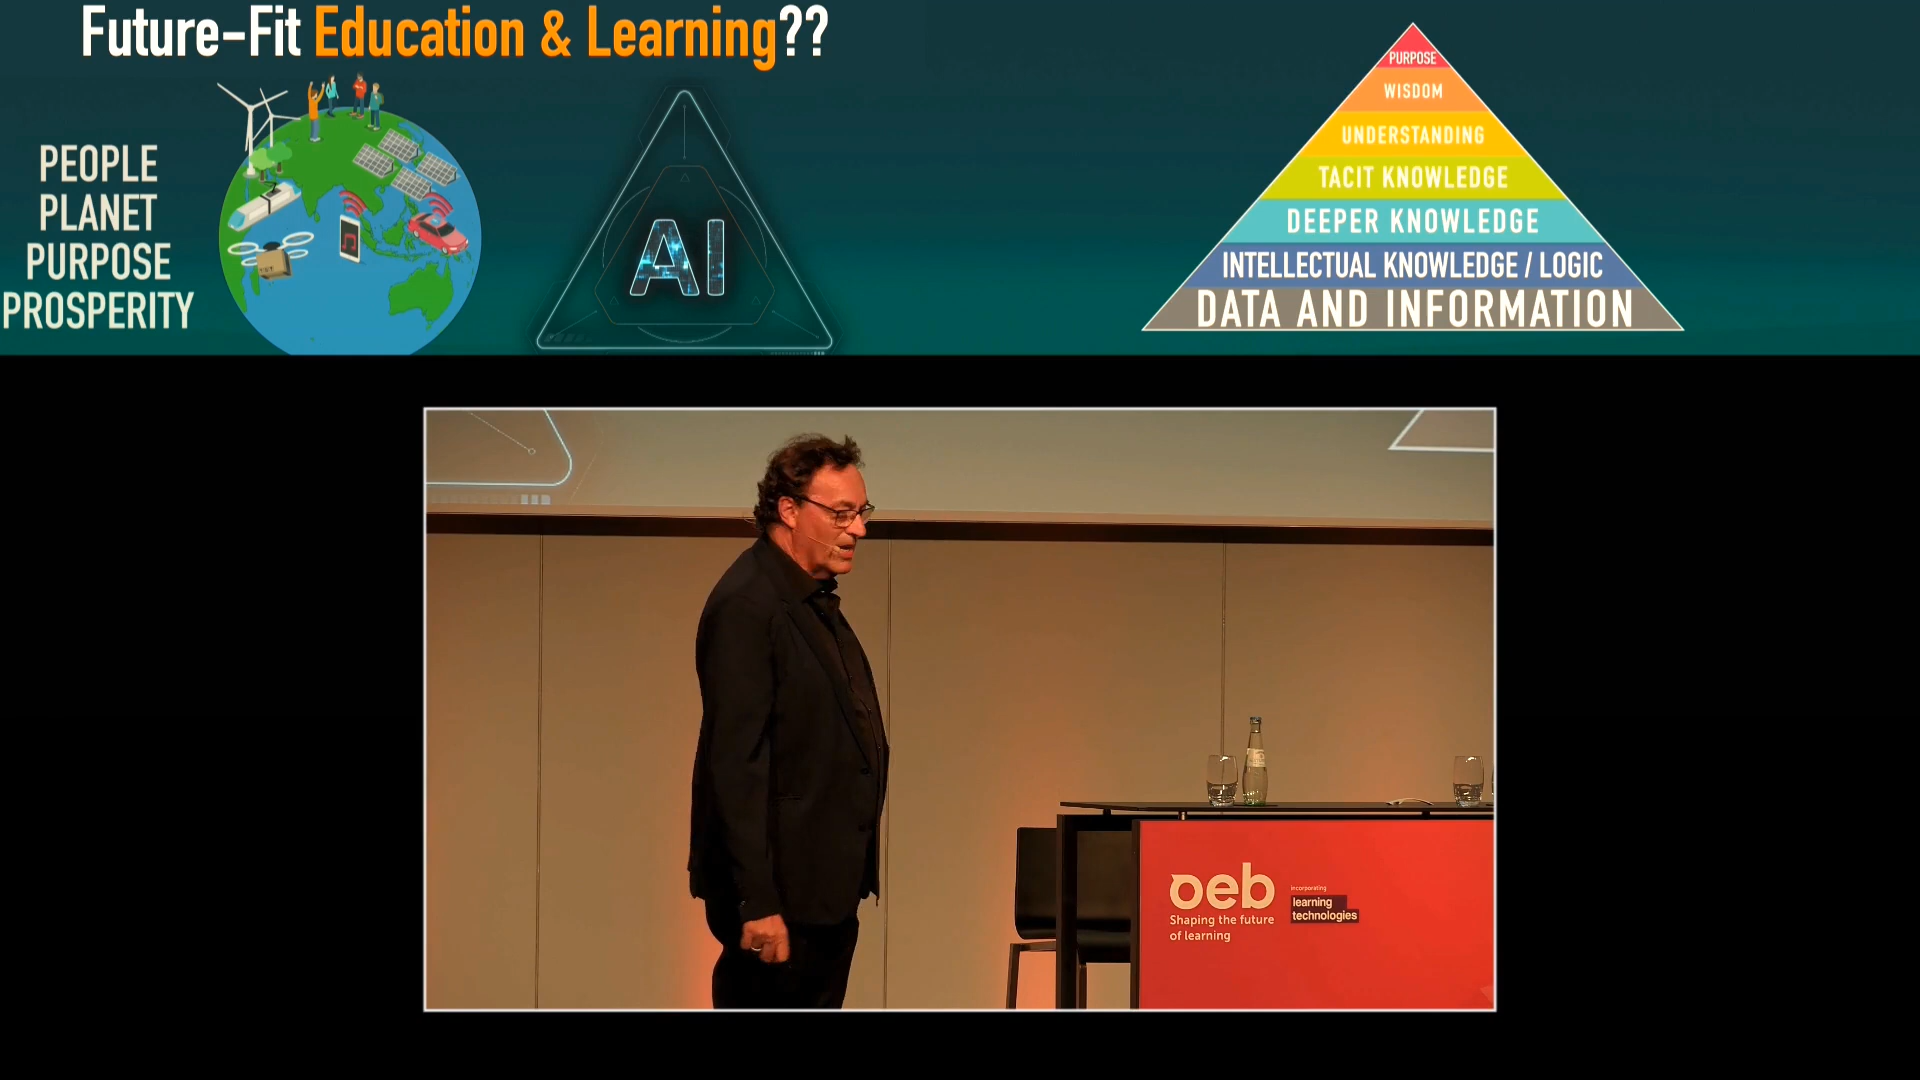 Future-Fit Education & Learning??
PEOPLE
PLANET
PURPOSE
PROSPERITY
AI
PURPOSE
WISDOM
UNDERSTANDING
TACIT KNOWLEDGE
DEEPER KNOWLEDGE
INTELLECTUAL KNOWLEDGE / LOGIC
DATA AND INFORMATION
oeb
Shaping the future
of learning
incorporating
learning
technologies